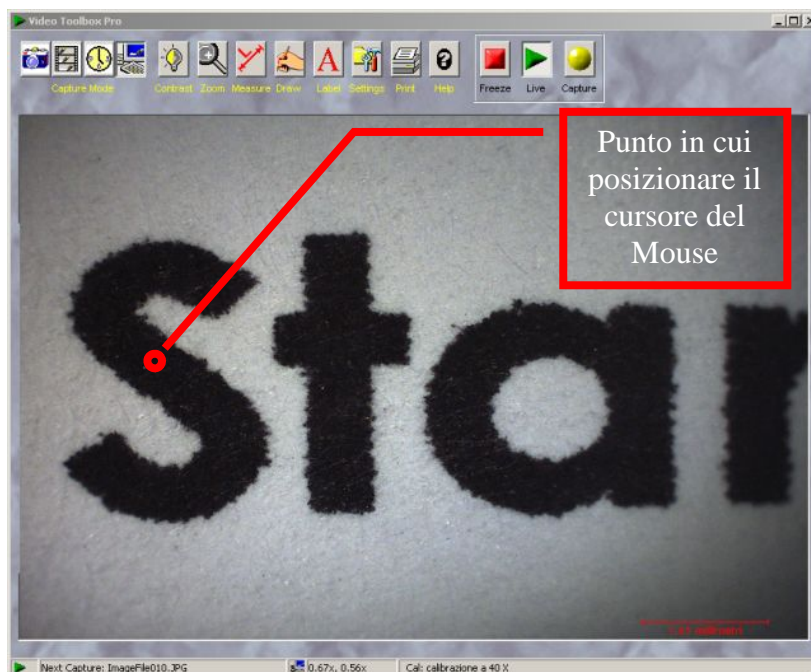 Video Toolbox Pro
Capture Mode Contrast Zoom Measure Draw Label Settings Print Help Freeze Live Capture
Punto in cui
posizionare il
cursore del
Mouse
Star
Next Capture: ImageFile010.JPG 0.67x, 0.56x Cal: calibrazione a 40 X